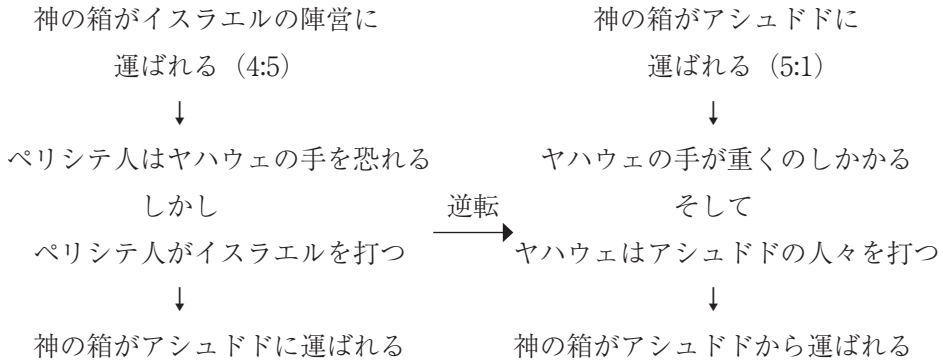 神の箱がイスラエルの陣営に
運ばれる（4:5）
↓
ペリシテ人はヤハウェの手を恐れる
しかし
ペリシテ人がイスラエルを打つ
↓
神の箱がアシュドドに運ばれる
逆転
神の箱がアシュドドに
運ばれる（5:1）
↓
ヤハウェの手が重くのしかかる
そして
ヤハウェはアシュドドの人々を打つ
↓
神の箱がアシュドドから運ばれる